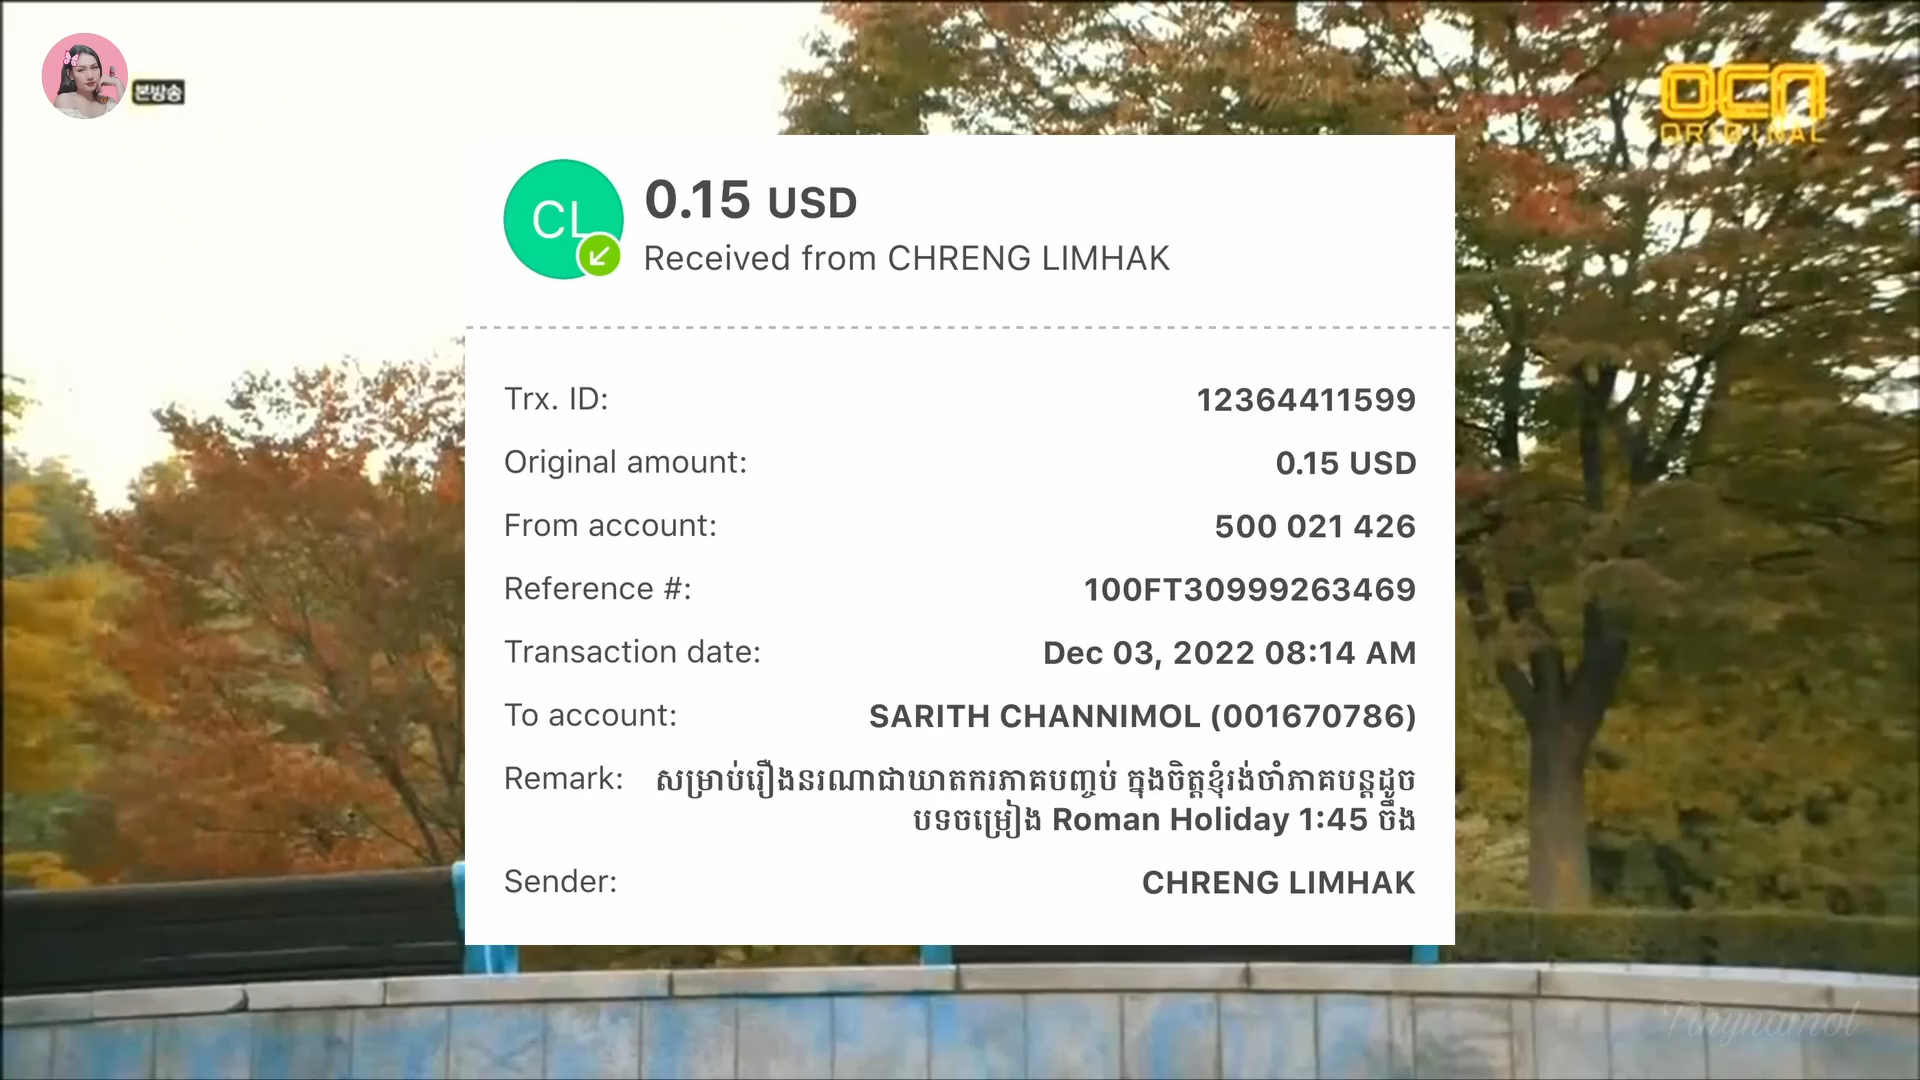 본방송
OCN
ORIGINAL
CL
0.15 USD
Received from CHRENG LIMHAK
Trx. ID: 12364411599
Original amount: 0.15 USD
From account: 500 021 426
Reference #: 100FT30999263469
Transaction date: Dec 03, 2022 08:14 AM
To account: SARITH CHANNIMOL (001670786)
Remark: សម្រាប់រឿងនរណាជាឃាតករភាគបញ្ចប់ ក្នុងចិត្តខ្ញុំរង់ចាំភាគបន្តដូច
បទចម្រៀង Roman Holiday 1:45 ចឹង
Sender: CHRENG LIMHAK
Tinynamol